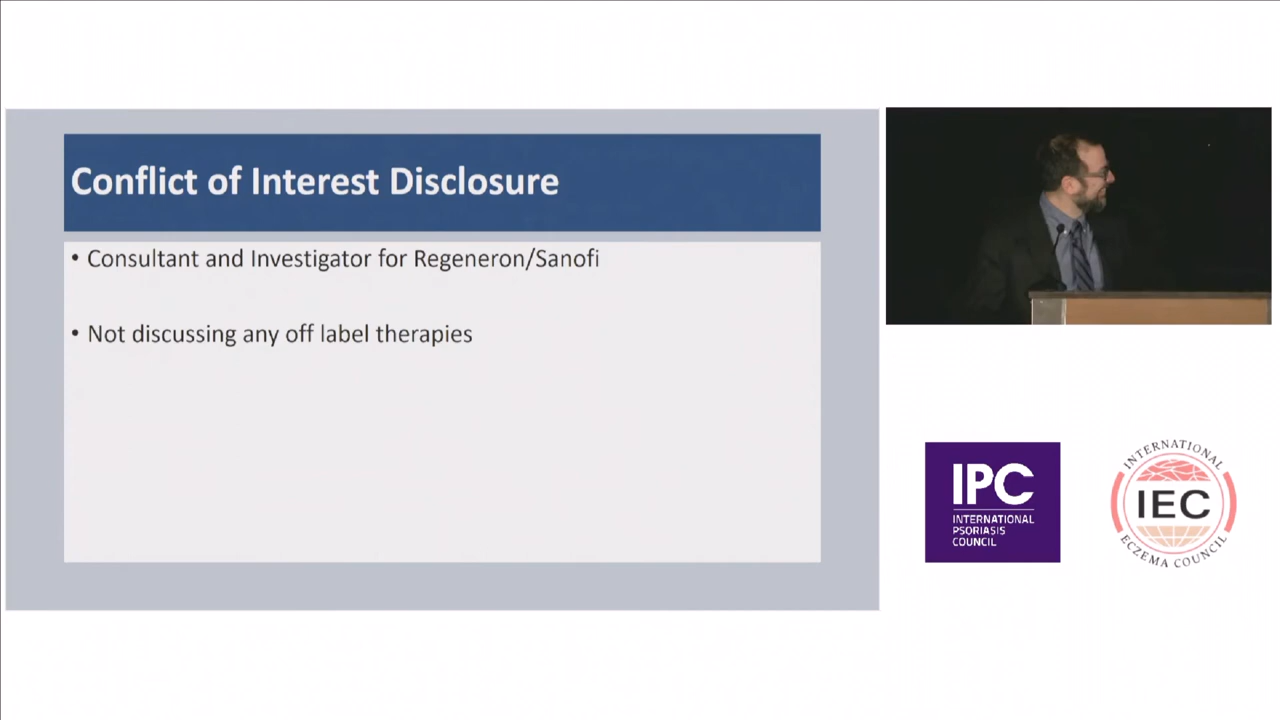 Conflict of Interest Disclosure
• Consultant and Investigator for Regeneron/Sanofi
• Not discussing any off label therapies
IPC
INTERNATIONAL
PSORIASIS
COUNCIL
INTERNATIONAL
IEC
ECZEMA COUNCIL